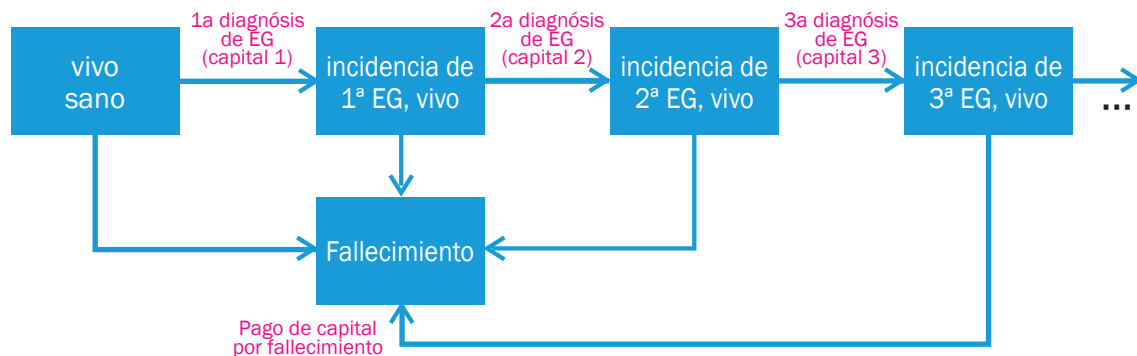 1a diagnósis
de EG
(capital 1)
2a diagnósis
de EG
(capital 2)
3a diagnósis
de EG
(capital 3)
vivo
sano
incidencia de
1ª EG, vivo
incidencia de
2ª EG, vivo
incidencia de
3ª EG, vivo
...
Fallecimiento
Pago de capital
por fallecimiento